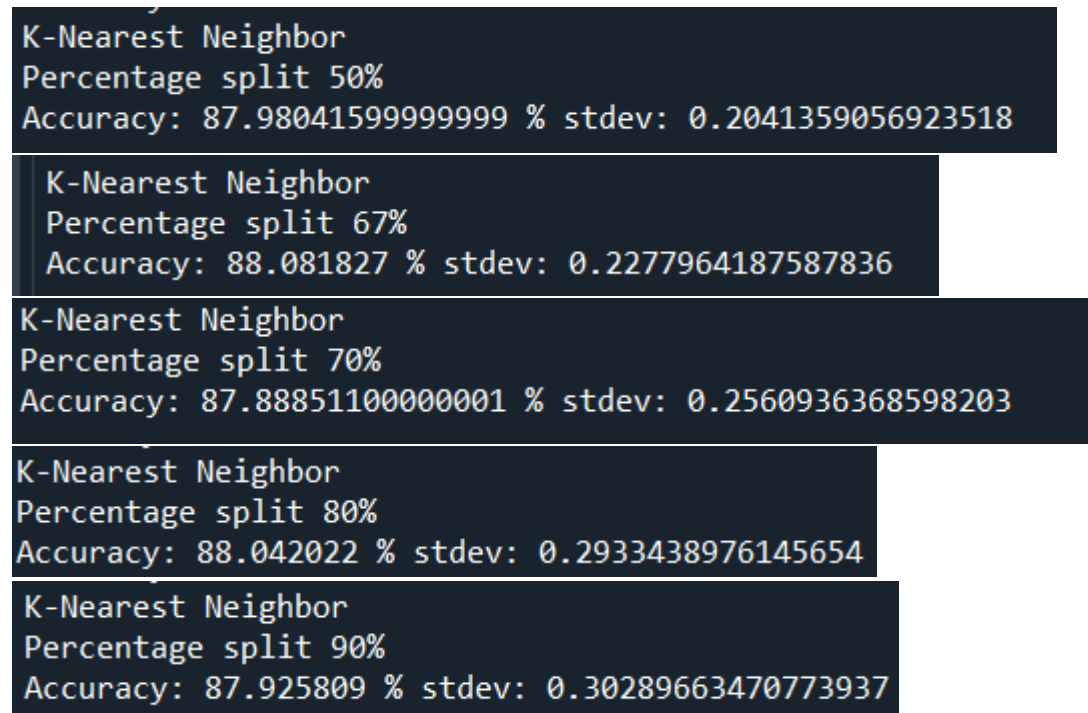 K-Nearest Neighbor
Percentage split 50%
Accuracy: 87.98041599999999 % stdev: 0.2041359056923518
K-Nearest Neighbor
Percentage split 67%
Accuracy: 88.081827 % stdev: 0.2277964187587836
K-Nearest Neighbor
Percentage split 70%
Accuracy: 87.88851100000001 % stdev: 0.2560936368598203
K-Nearest Neighbor
Percentage split 80%
Accuracy: 88.042022 % stdev: 0.2933438976145654
K-Nearest Neighbor
Percentage split 90%
Accuracy: 87.925809 % stdev: 0.30289663470773937